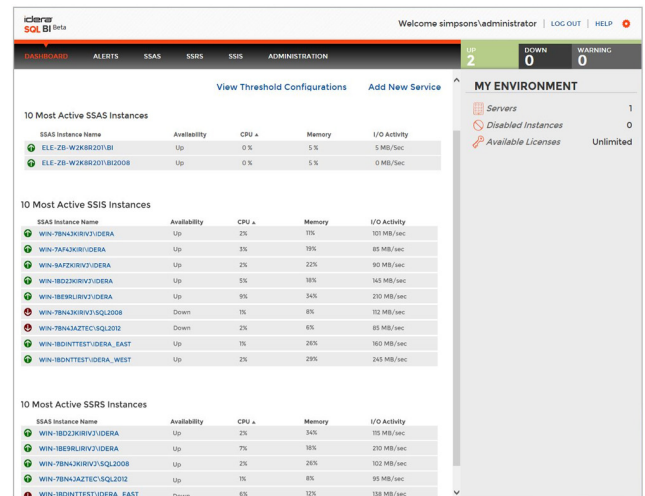 idera
SQL BI Beta
Welcome simpsons\administrator | LOG OUT | HELP
DASHBOARD ALERTS SSAS SSRS SSIS ADMINISTRATION
UP 2 DOWN 0 WARNING 0
View Threshold Configurations Add New Service
MY ENVIRONMENT
Servers 1
Disabled Instances 0
Available Licenses Unlimited
10 Most Active SSAS Instances
SSAS Instance Name Availability CPU Memory I/O Activity
ELE-ZB-W2K8R201\BI Up 0 % 5 % 5 MB/Sec
ELE-ZB-W2K8R201\BI2008 Up 0 % 5 % 0 MB/Sec
10 Most Active SSIS Instances
SSAS Instance Name Availability CPU Memory I/O Activity
WIN-7BN4JKIRIVJ\IDERA Up 2% 11% 101 MB/sec
WIN-7AF4JKIRI\IDERA Up 3% 19% 85 MB/sec
WIN-9AFZKIRIVJ\IDERA Up 2% 22% 90 MB/sec
WIN-1BD2JKIRIVJ\IDERA Up 5% 18% 145 MB/sec
WIN-1BE9RLIRIVJ\IDERA Up 9% 34% 210 MB/sec
WIN-7BN4JKIRIVJ\SQL2008 Down 1% 8% 112 MB/sec
WIN-7BN4JAZTEC\SQL2012 Down 2% 6% 85 MB/sec
WIN-1BDINTTEST\IDERA_EAST Up 1% 26% 160 MB/sec
WIN-1BDNTTEST\IDERA_WEST Up 2% 29% 245 MB/sec
10 Most Active SSRS Instances
SSAS Instance Name Availability CPU Memory I/O Activity
WIN-1BD2JKIRIVJ\IDERA Up 2% 34% 115 MB/sec
WIN-1BE9RLIRIVJ\IDERA Up 7% 18% 210 MB/sec
WIN-7BN4JKIRIVJ\SQL2008 Up 2% 26% 102 MB/sec
WIN-7BN4JAZTEC\SQL2012 Up 1% 8% 95 MB/sec
WIN-1BDINTTEST\IDERA_EAST Down 6% 12% 138 MB/sec